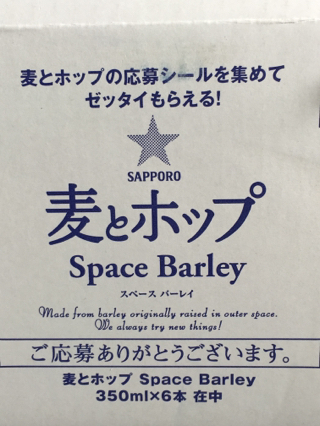 麦とホップの応募シールを集めて
ゼッタイもらえる!
SAPPORO
麦とホップ
Space Barley
スペース バーレイ
Made from barley originally raised in outer space.
We always try new things!
ご応募ありがとうございます。
麦とホップ Space Barley
350ml×6本 在中